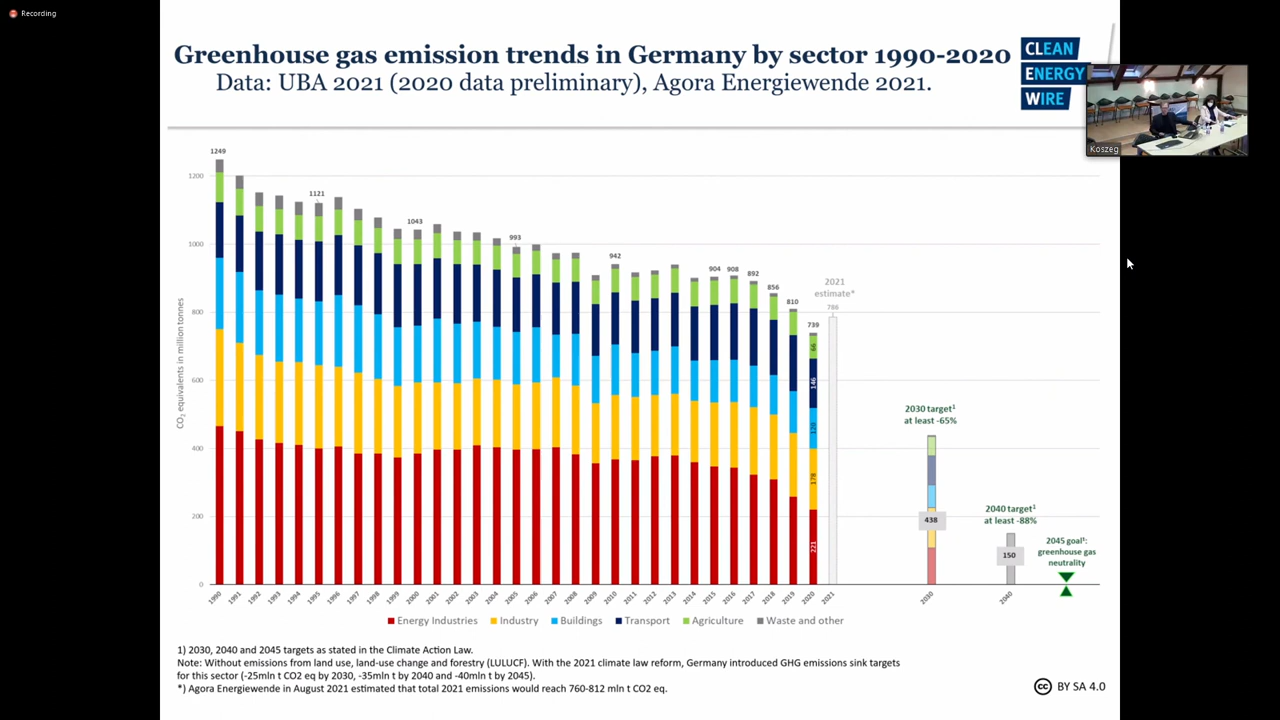 Recording
Greenhouse gas emission trends in Germany by sector 1990-2020
Data: UBA 2021 (2020 data preliminary), Agora Energiewende 2021.
CLEAN
ENERGY
WIRE
Koszeg
CO2 equivalents in million tonnes
1200
1000
800
600
400
200
0
1249
1121
1043
993
942
904
908
892
856
810
739
66
146
120
178
221
2021
estimate*
786
2030 target¹
at least -65%
438
2040 target¹
at least -88%
150
2045 goal¹:
greenhouse gas
neutrality
1990 1991 1992 1993 1994 1995 1996 1997 1998 1999 2000 2001 2002 2003 2004 2005 2006 2007 2008 2009 2010 2011 2012 2013 2014 2015 2016 2017 2018 2019 2020 2021 2030 2040
Energy Industries Industry Buildings Transport Agriculture Waste and other
1) 2030, 2040 and 2045 targets as stated in the Climate Action Law.
Note: Without emissions from land use, land-use change and forestry (LULUCF). With the 2021 climate law reform, Germany introduced GHG emissions sink targets
for this sector (-25mln t CO2 eq by 2030, -35mln t by 2040 and -40mln t by 2045).
*) Agora Energiewende in August 2021 estimated that total 2021 emissions would reach 760-812 mln t CO2 eq.
cc BY SA 4.0